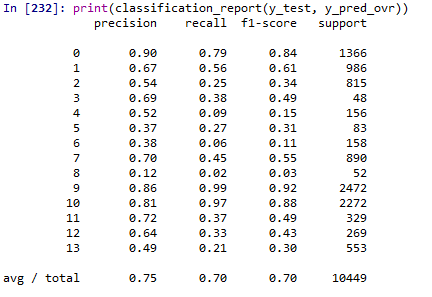 In [232]: print(classification_report(y_test, y_pred_ovr))
precision recall f1-score support
0 0.90 0.79 0.84 1366
1 0.67 0.56 0.61 986
2 0.54 0.25 0.34 815
3 0.69 0.38 0.49 48
4 0.52 0.09 0.15 156
5 0.37 0.27 0.31 83
6 0.38 0.06 0.11 158
7 0.70 0.45 0.55 890
8 0.12 0.02 0.03 52
9 0.86 0.99 0.92 2472
10 0.81 0.97 0.88 2272
11 0.72 0.37 0.49 329
12 0.64 0.33 0.43 269
13 0.49 0.21 0.30 553
avg / total 0.75 0.70 0.70 10449